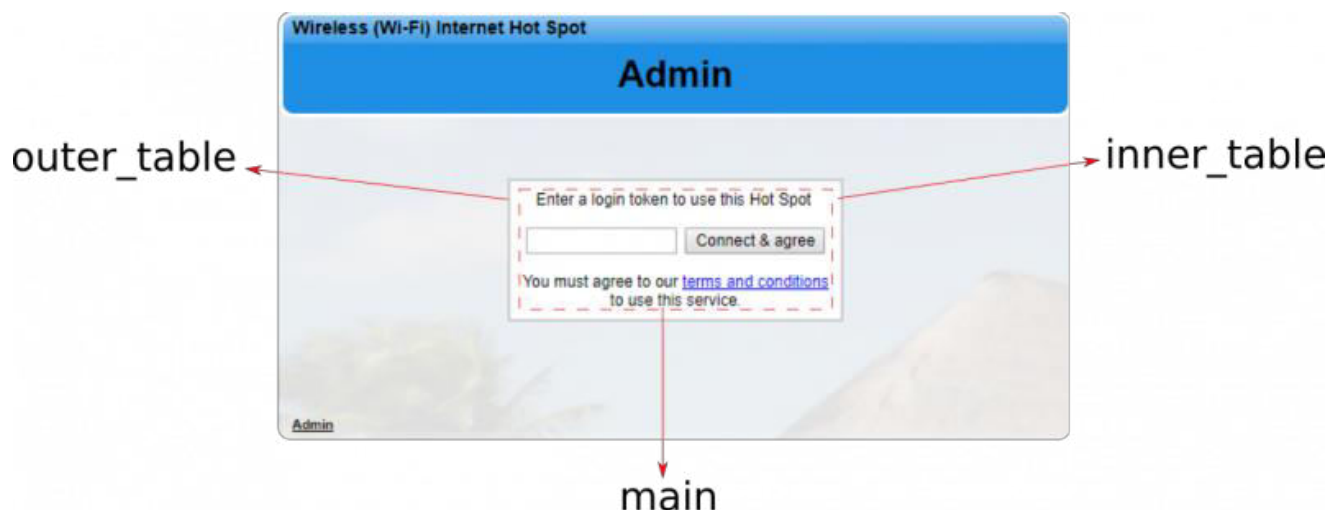 Wireless (Wi-Fi) Internet Hot Spot
Admin
outer_table
inner_table
Enter a login token to use this Hot Spot
Connect & agree
You must agree to our terms and conditions
to use this service.
Admin
main